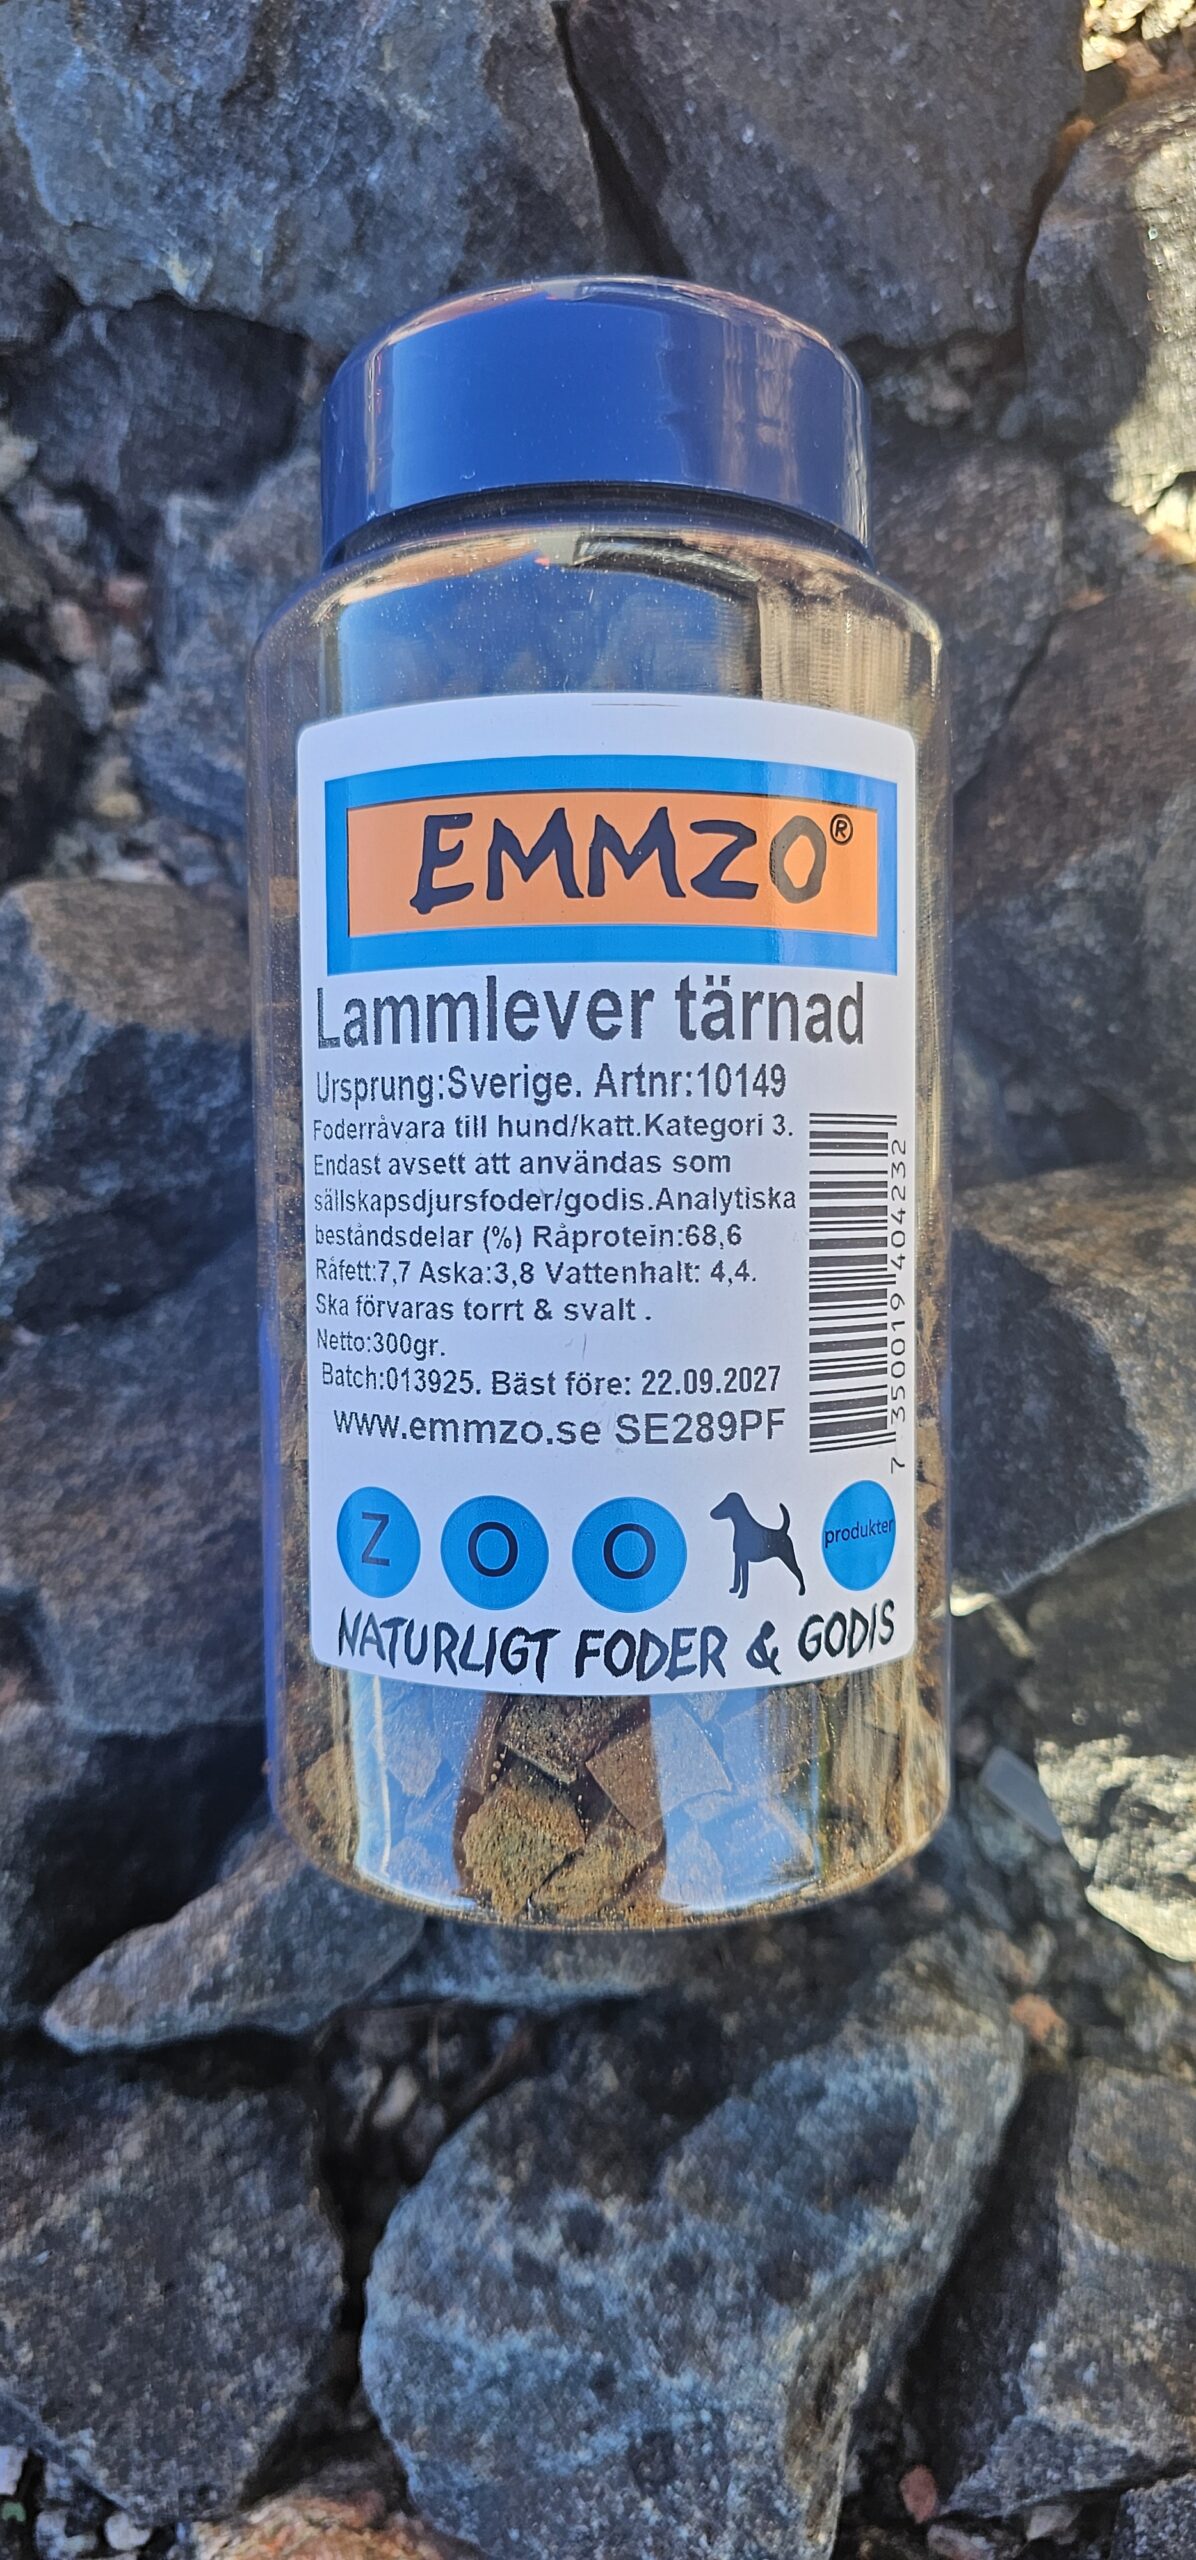 EMMZO®
Lammlever tärnad
Ursprung:Sverige. Artnr:10149
Foderråvara till hund/katt.Kategori 3.
Endast avsett att användas som
sällskapsdjursfoder/godis.Analytiska
beståndsdelar (%) Råprotein:68,6
Råfett:7,7 Aska:3,8 Vattenhalt: 4,4.
Ska förvaras torrt & svalt .
Netto:300gr.
Batch:013925. Bäst före: 22.09.2027
www.emmzo.se SE289PF
7 350019 404232
ZOO produkter
NATURLIGT FODER & GODIS